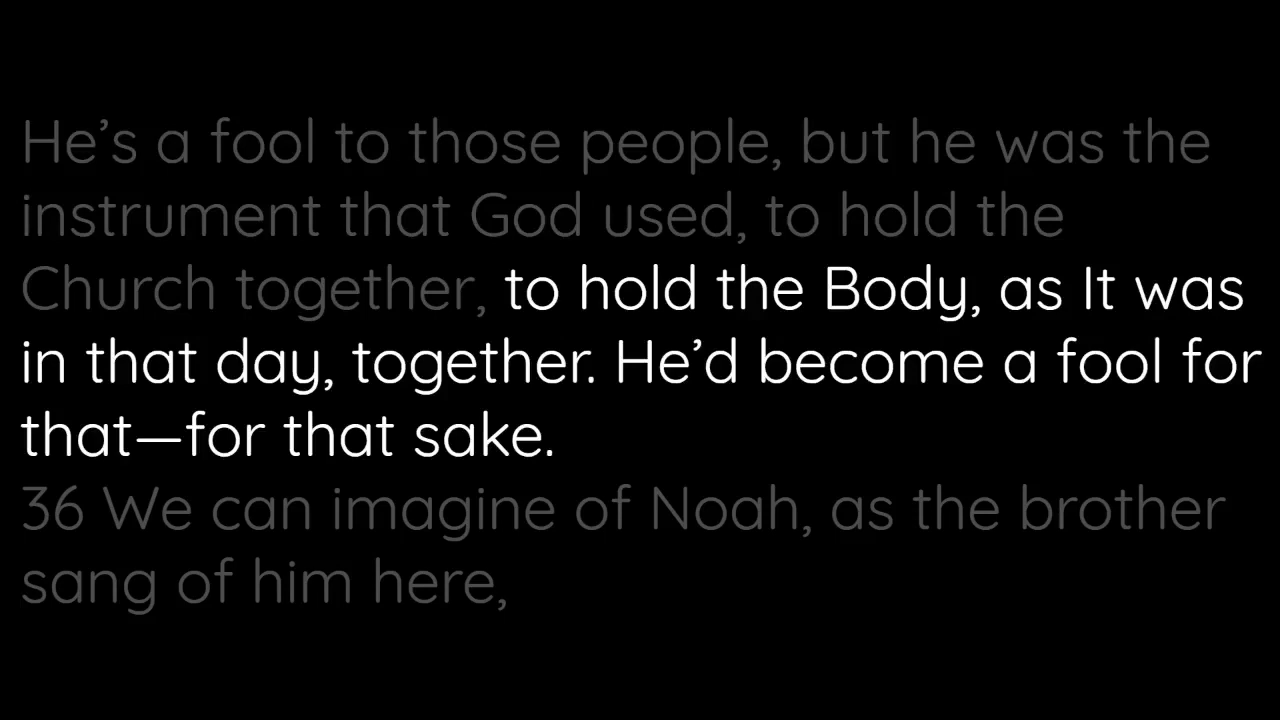 He’s a fool to those people, but he was the
instrument that God used, to hold the
Church together, to hold the Body, as It was
in that day, together. He’d become a fool for
that—for that sake.
36 We can imagine of Noah, as the brother
sang of him here,